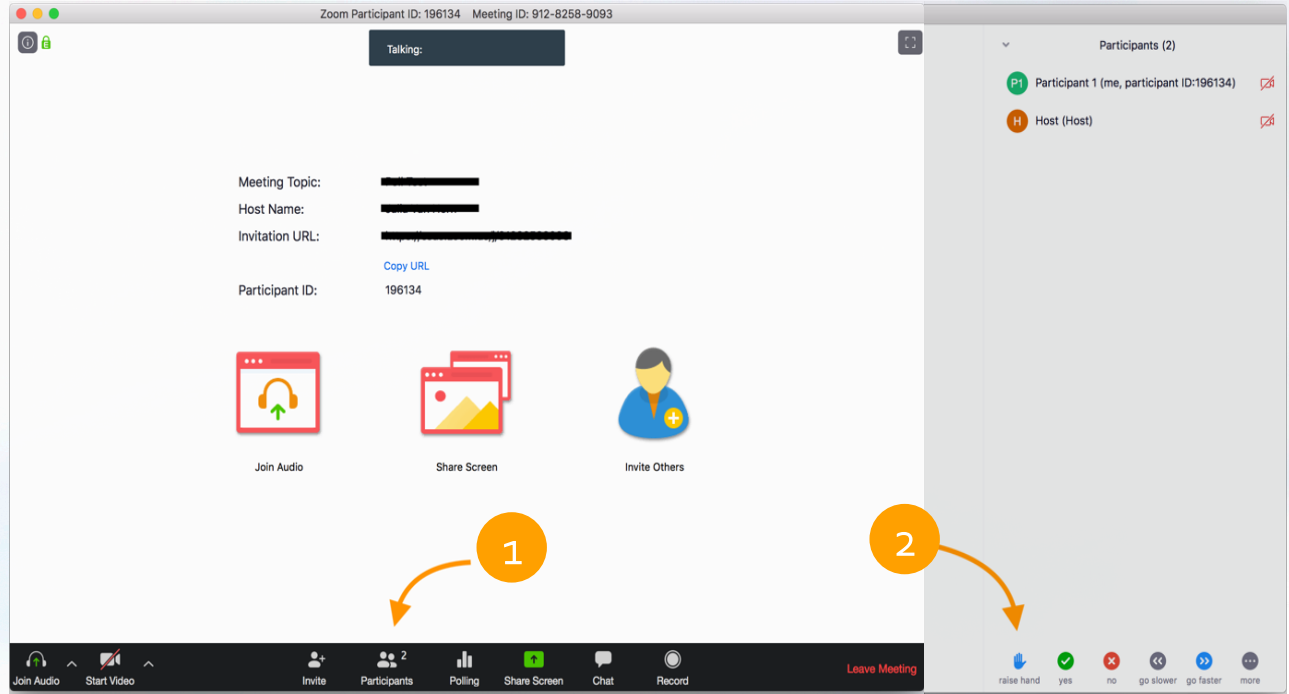 Zoom Participant ID: 196134 Meeting ID: 912-8258-9093
Talking:
Meeting Topic:
Host Name:
Invitation URL:
Copy URL
Participant ID: 196134
Join Audio
Share Screen
Invite Others
1
Join Audio
Start Video
Invite
2
Participants
Polling
Share Screen
Chat
Record
Leave Meeting
Participants (2)
P1 Participant 1 (me, participant ID:196134)
H Host (Host)
2
raise hand
yes
no
go slower
go faster
more